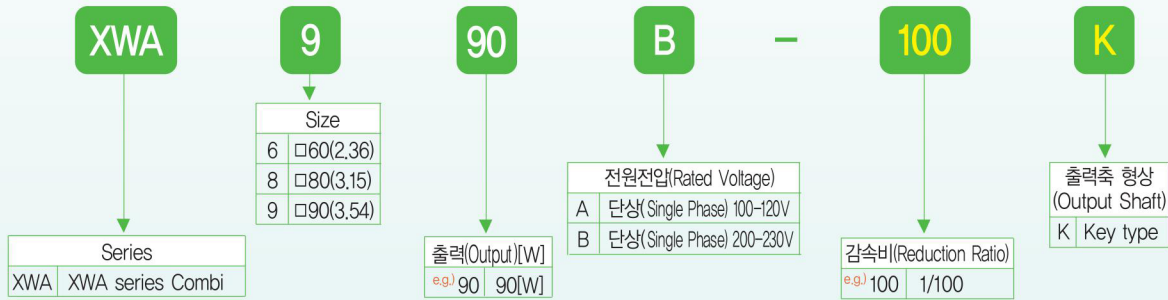 XWA 9 90 B - 100 K
Size
6 □60(2.36)
8 □80(3.15)
9 □90(3.54)
전원전압(Rated Voltage)
A 단상(Single Phase) 100-120V
B 단상(Single Phase) 200-230V
출력축 형상
(Output Shaft)
K Key type
Series
XWA XWA series Combi
출력(Output)[W]
e.g.) 90 90[W]
감속비(Reduction Ratio)
e.g.) 100 1/100